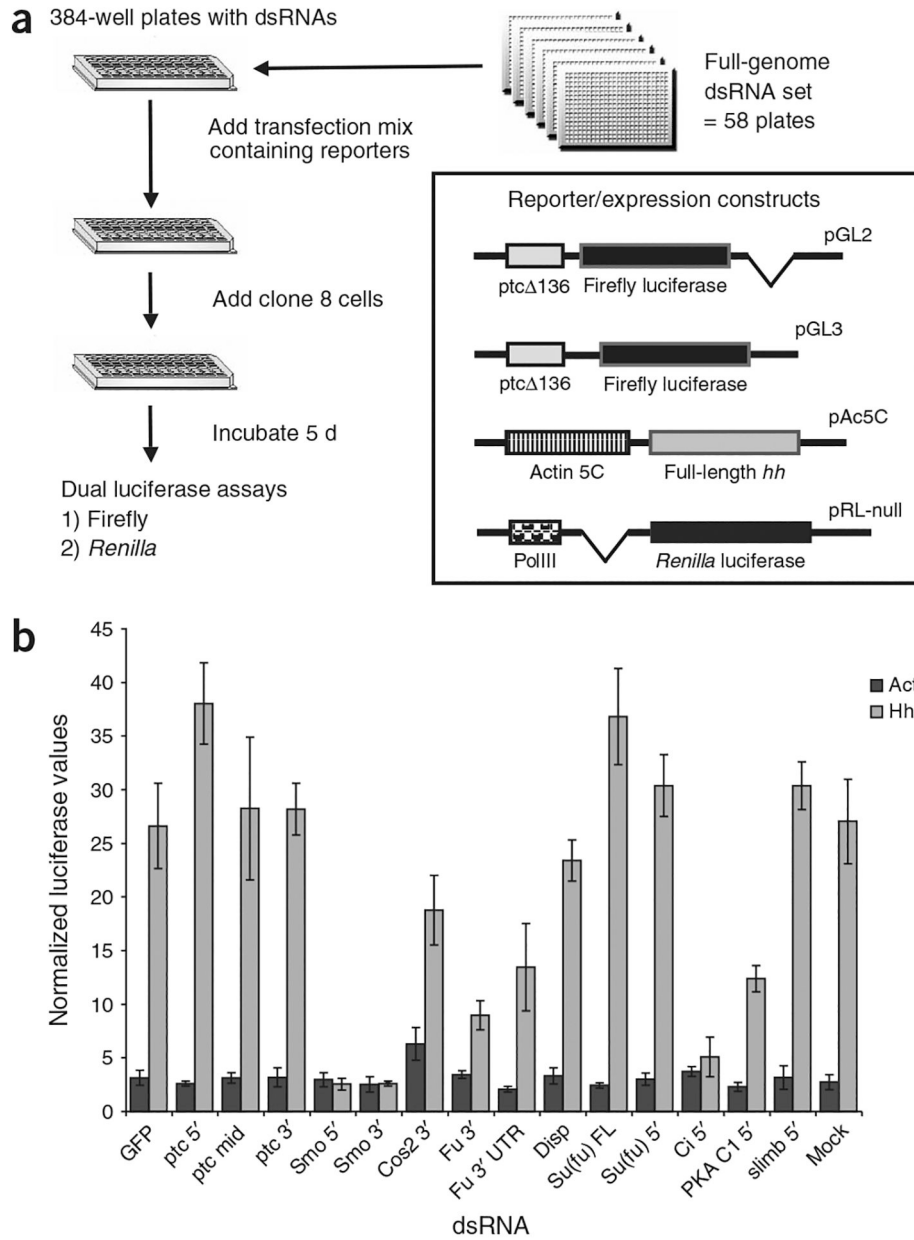 a
384-well plates with dsRNAs
Full-genome
dsRNA set
= 58 plates
Add transfection mix
containing reporters
Add clone 8 cells
Incubate 5 d
Dual luciferase assays
1) Firefly
2) Renilla
Reporter/expression constructs
pGL2
ptcΔ136
Firefly luciferase
pGL3
ptcΔ136
Firefly luciferase
pAc5C
Actin 5C
Full-length hh
pRL-null
PolIII
Renilla luciferase
b
Normalized luciferase values
45
40
35
30
25
20
15
10
5
0
Act
Hh
GFP
ptc 5′
ptc mid
ptc 3′
Smo 5′
Smo 3′
Cos2 3′
Fu 3′
Fu 3′ UTR
Disp
Su(fu) FL
Su(fu) 5′
Ci 5′
PKA C1 5′
slimb 5′
Mock
dsRNA